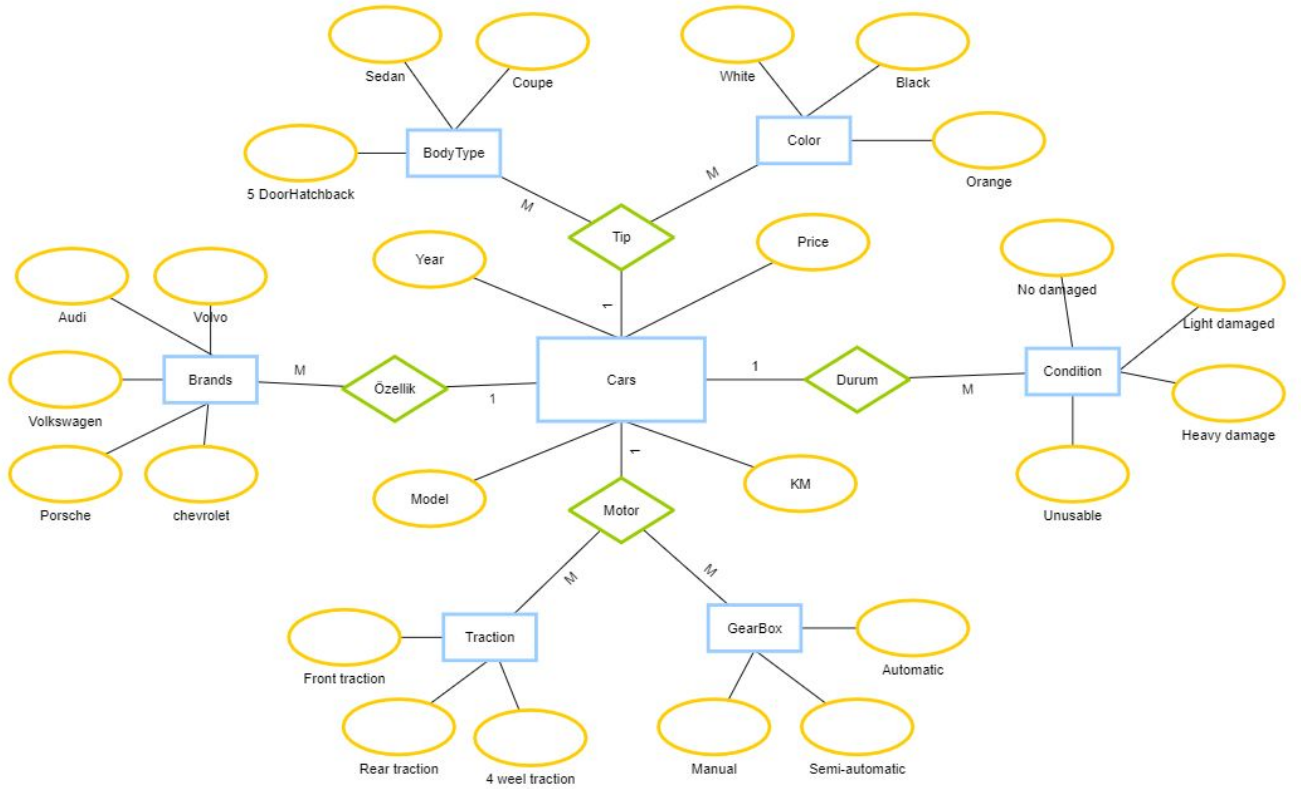 Sedan
Coupe
White
Black
BodyType
Color
5 DoorHatchback
Orange
M
M
Tip
Year
Price
1
No damaged
Audi
Volvo
Light damaged
Brands
M
Özellik
1
Cars
1
Durum
M
Condition
Volkswagen
Heavy damage
Model
1
KM
Porsche
chevrolet
Motor
Unusable
M
M
Traction
GearBox
Front traction
Automatic
Rear traction
4 weel traction
Manual
Semi-automatic